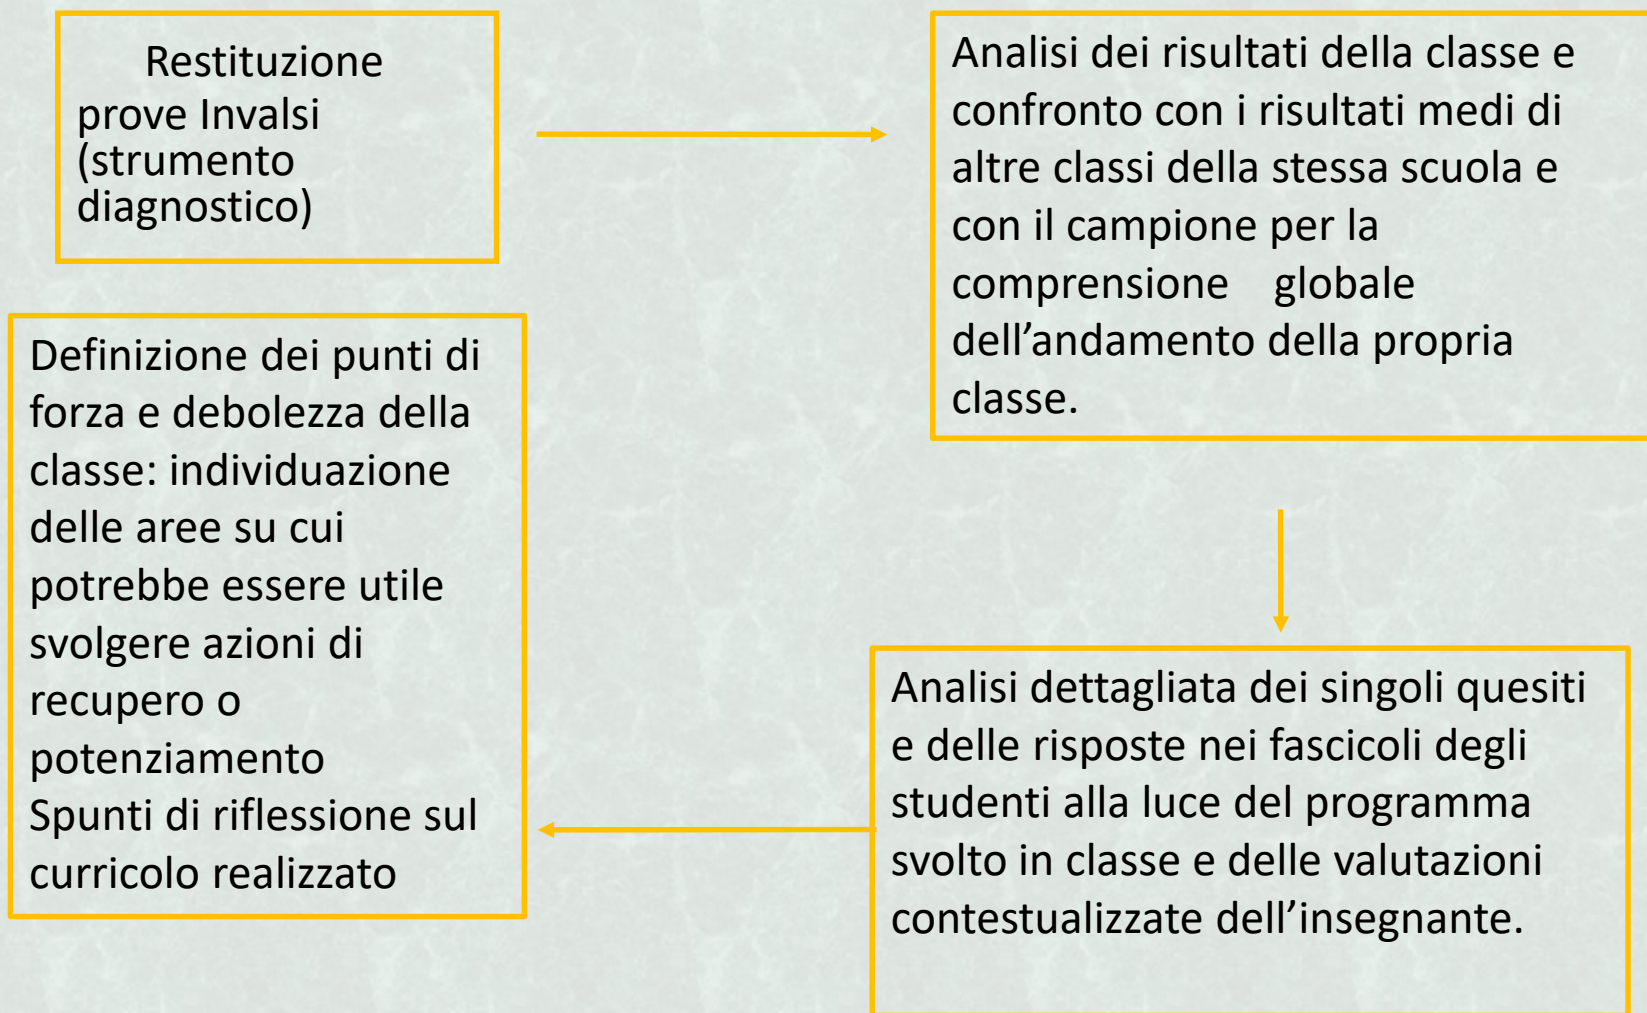 Restituzione
prove Invalsi
(strumento
diagnostico)
Analisi dei risultati della classe e
confronto con i risultati medi di
altre classi della stessa scuola e
con il campione per la
comprensione globale
dell’andamento della propria
classe.
Analisi dettagliata dei singoli quesiti
e delle risposte nei fascicoli degli
studenti alla luce del programma
svolto in classe e delle valutazioni
contestualizzate dell’insegnante.
Definizione dei punti di
forza e debolezza della
classe: individuazione
delle aree su cui
potrebbe essere utile
svolgere azioni di
recupero o
potenziamento
Spunti di riflessione sul
curricolo realizzato